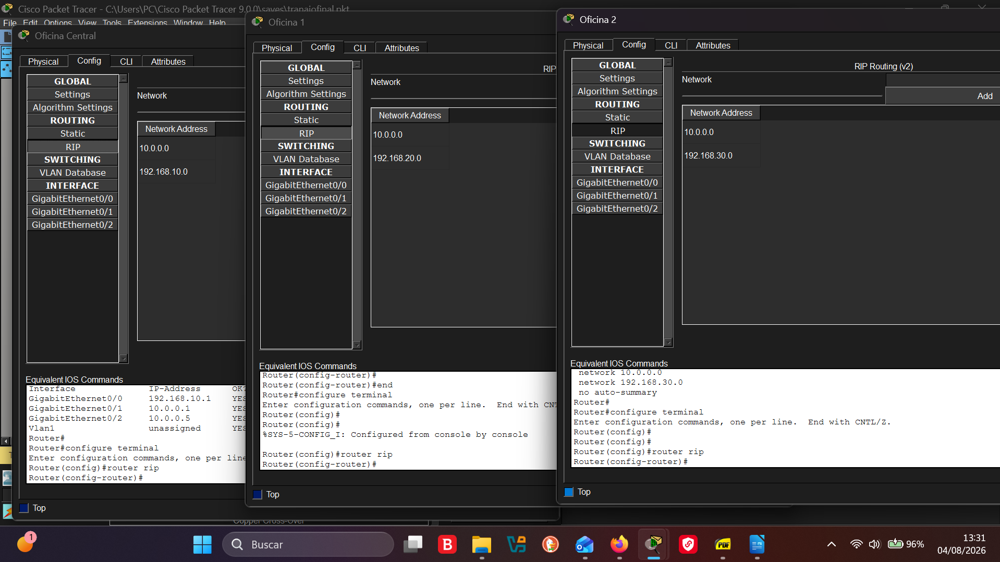 Cisco Packet Tracer - C:\Users\PC\Cisco Packet Tracer 9.0.0\saves\tranajofinal.pkt
File Edit Options View Tools Extensions Window Help
Oficina Central
Physical Config CLI Attributes
GLOBAL
Settings
Algorithm Settings
ROUTING
Static
RIP
SWITCHING
VLAN Database
INTERFACE
GigabitEthernet0/0
GigabitEthernet0/1
GigabitEthernet0/2
Network
Network Address
10.0.0.0
192.168.10.0
Equivalent IOS Commands
Interface IP-Address OK?
GigabitEthernet0/0 192.168.10.1 YES
GigabitEthernet0/1 10.0.0.1 YES
GigabitEthernet0/2 10.0.0.5 YES
Vlan1 unassigned YES
Router#
Router#configure terminal
Enter configuration commands, one per line
Router(config)#router rip
Router(config-router)#
Top
Oficina 1
Physical Config CLI Attributes
GLOBAL
Settings
Algorithm Settings
ROUTING
Static
RIP
SWITCHING
VLAN Database
INTERFACE
GigabitEthernet0/0
GigabitEthernet0/1
GigabitEthernet0/2
RIP
Network
Network Address
10.0.0.0
192.168.20.0
Equivalent IOS Commands
Router(config-router)#
Router(config-router)#end
Router#configure terminal
Enter configuration commands, one per line. End with CNT
Router(config)#
Router(config)#
%SYS-5-CONFIG_I: Configured from console by console
Router(config)#router rip
Router(config-router)#
Top
Oficina 2
Physical Config CLI Attributes
GLOBAL
Settings
Algorithm Settings
ROUTING
Static
RIP
SWITCHING
VLAN Database
INTERFACE
GigabitEthernet0/0
GigabitEthernet0/1
GigabitEthernet0/2
RIP Routing (v2)
Network
Add
Network Address
10.0.0.0
192.168.30.0
Equivalent IOS Commands
network 10.0.0.0
network 192.168.30.0
no auto-summary
Router#
Router#configure terminal
Enter configuration commands, one per line. End with CNTL/Z.
Router(config)#
Router(config)#
Router(config)#router rip
Router(config-router)#
Top
Copper Cross-Over
1
Buscar
B
PDF
96%
13:31
04/08/2026